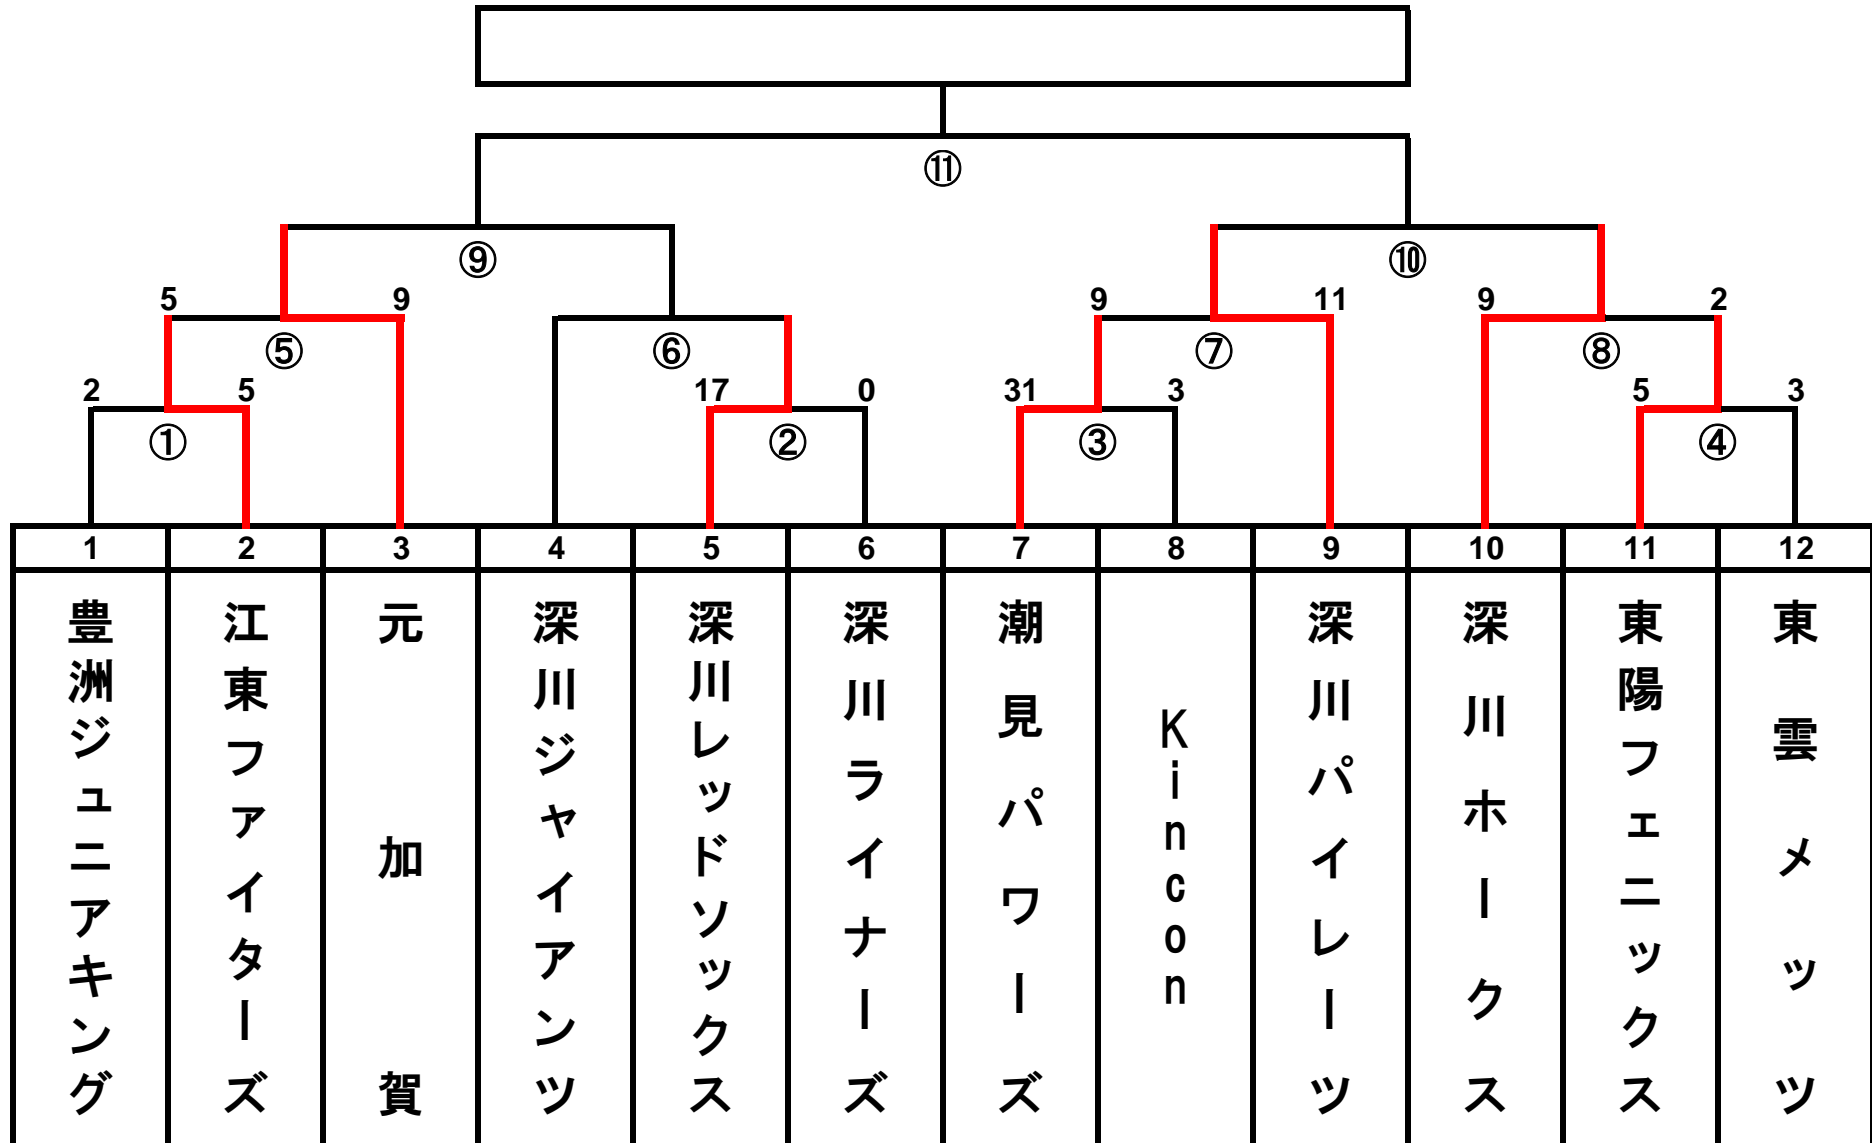 ⑪
⑨ ⑩
5 9 9 11 9 2
⑤ ⑥ ⑦ ⑧
2 5 17 0 31 3 5 3
① ② ③ ④
1 2 3 4 5 6 7 8 9 10 11 12
豊洲ジュニアキング
江東ファイターズ
元加賀
深川ジャイアンツ
深川レッドソックス
深川ライナーズ
潮見パワーズ
Kincon
深川パイレーツ
深川ホークス
東陽フェニックス
東雲メッツ